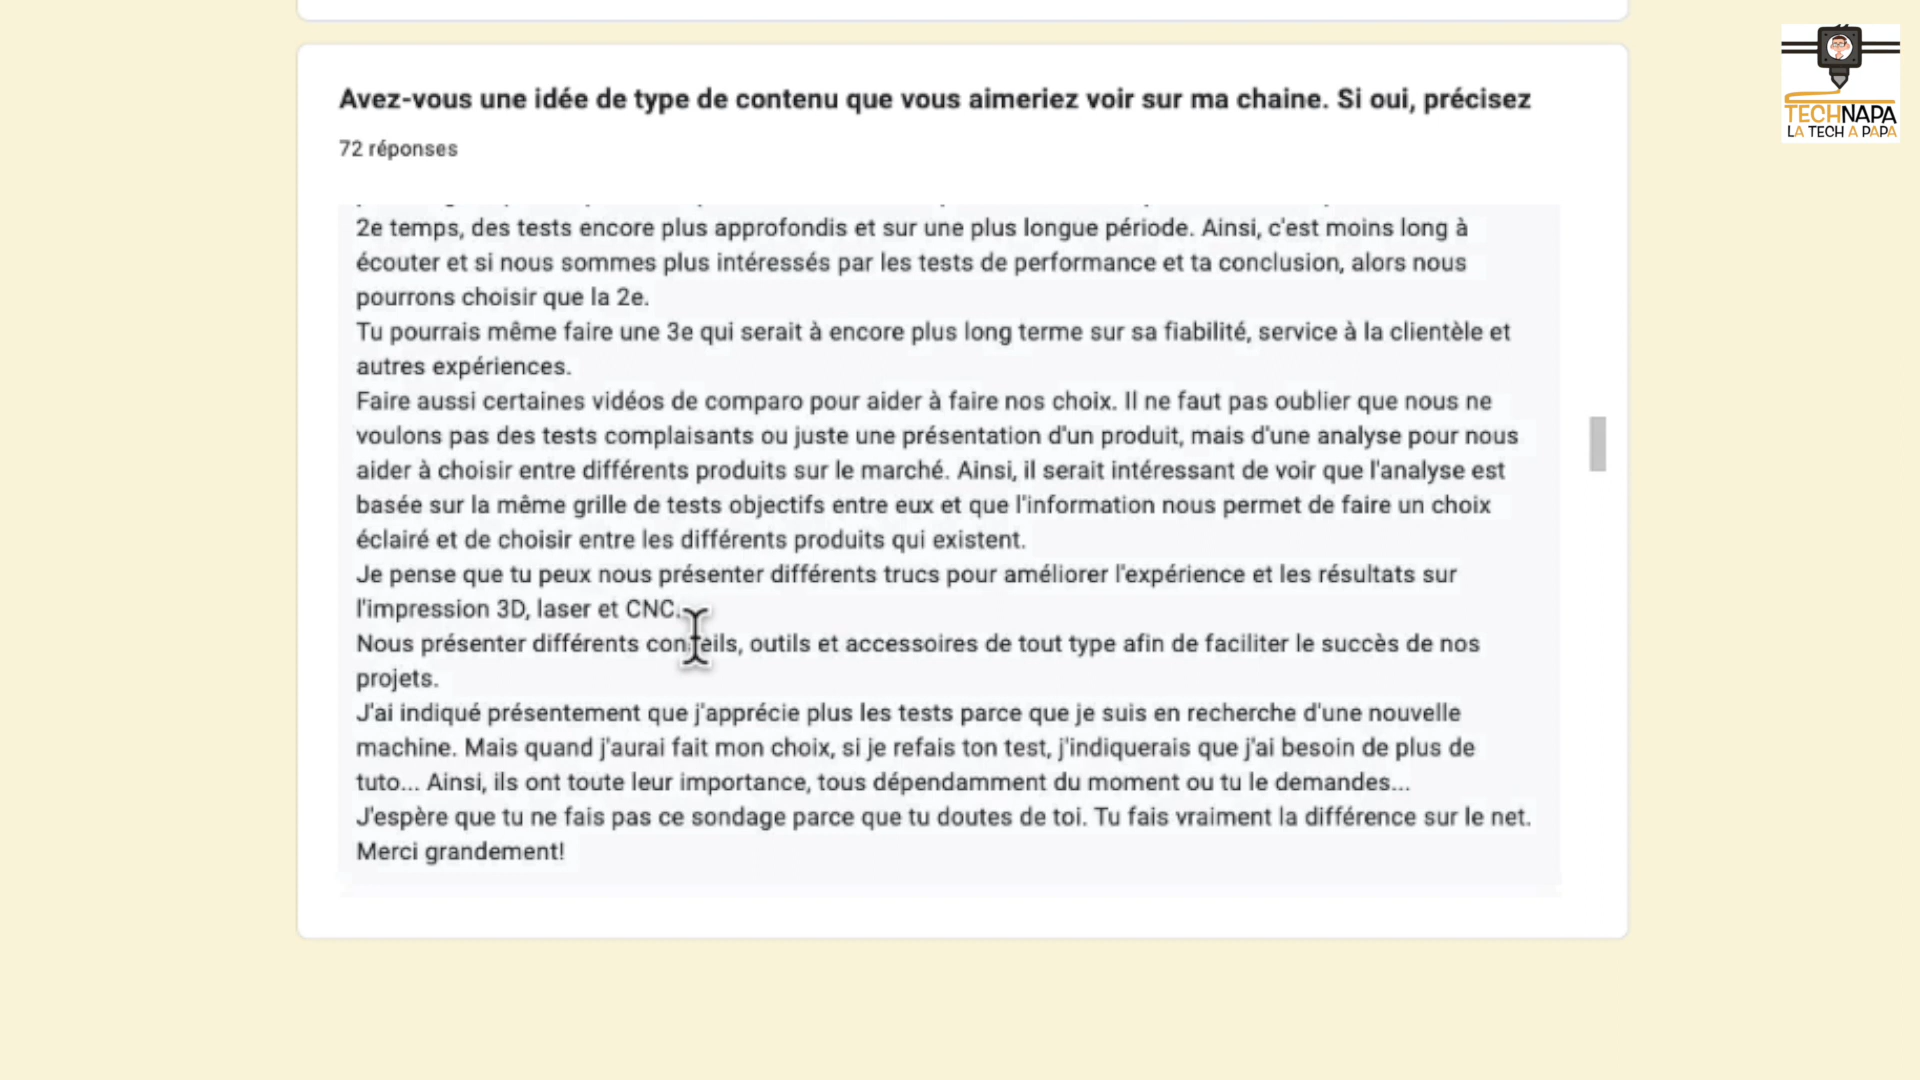 Avez-vous une idée de type de contenu que vous aimeriez voir sur ma chaine. Si oui, précisez
72 réponses
2e temps, des tests encore plus approfondis et sur une plus longue période. Ainsi, c'est moins long à
écouter et si nous sommes plus intéressés par les tests de performance et ta conclusion, alors nous
pourrons choisir que la 2e.
Tu pourrais même faire une 3e qui serait à encore plus long terme sur sa fiabilité, service à la clientèle et
autres expériences.
Faire aussi certaines vidéos de comparo pour aider à faire nos choix. Il ne faut pas oublier que nous ne
voulons pas des tests complaisants ou juste une présentation d'un produit, mais d'une analyse pour nous
aider à choisir entre différents produits sur le marché. Ainsi, il serait intéressant de voir que l'analyse est
basée sur la même grille de tests objectifs entre eux et que l'information nous permet de faire un choix
éclairé et de choisir entre les différents produits qui existent.
Je pense que tu peux nous présenter différents trucs pour améliorer l'expérience et les résultats sur
l'impression 3D, laser et CNC.
Nous présenter différents conseils, outils et accessoires de tout type afin de faciliter le succès de nos
projets.
J'ai indiqué présentement que j'apprécie plus les tests parce que je suis en recherche d'une nouvelle
machine. Mais quand j'aurai fait mon choix, si je refais ton test, j'indiquerais que j'ai besoin de plus de
tuto... Ainsi, ils ont toute leur importance, tous dépendamment du moment ou tu le demandes...
J'espère que tu ne fais pas ce sondage parce que tu doutes de toi. Tu fais vraiment la différence sur le net.
Merci grandement!
TECHNAPA
LA TECH A PAPA